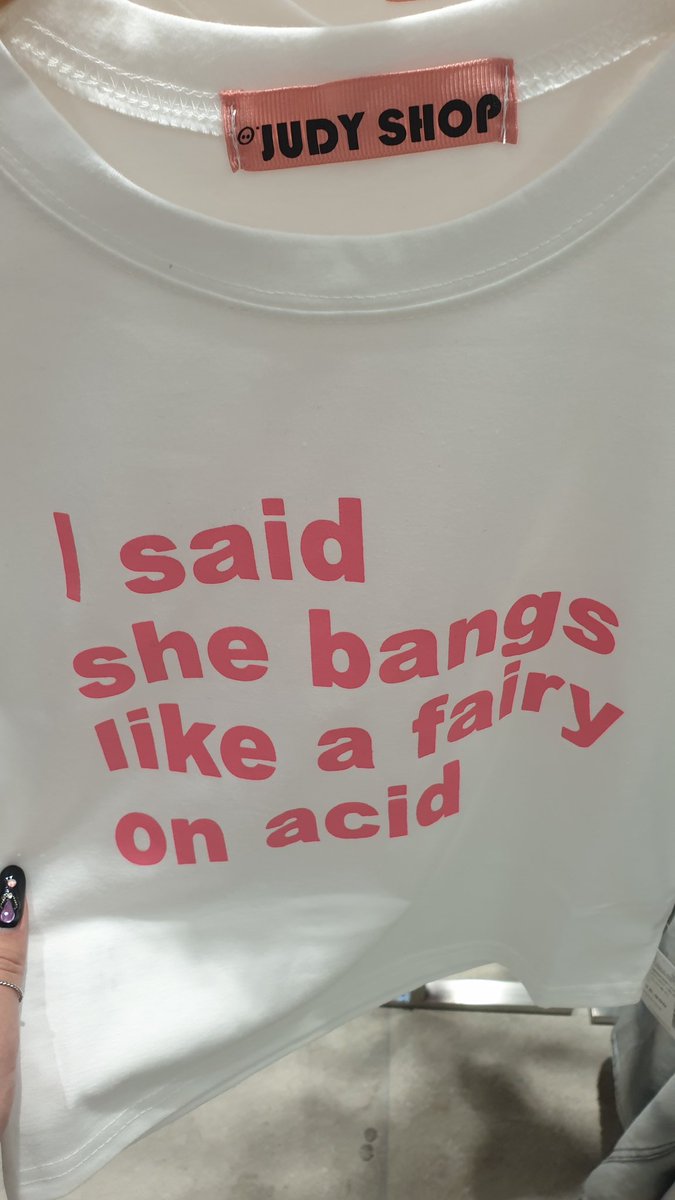 JUDY SHOP
I said
she bangs
like a fairy
on acid